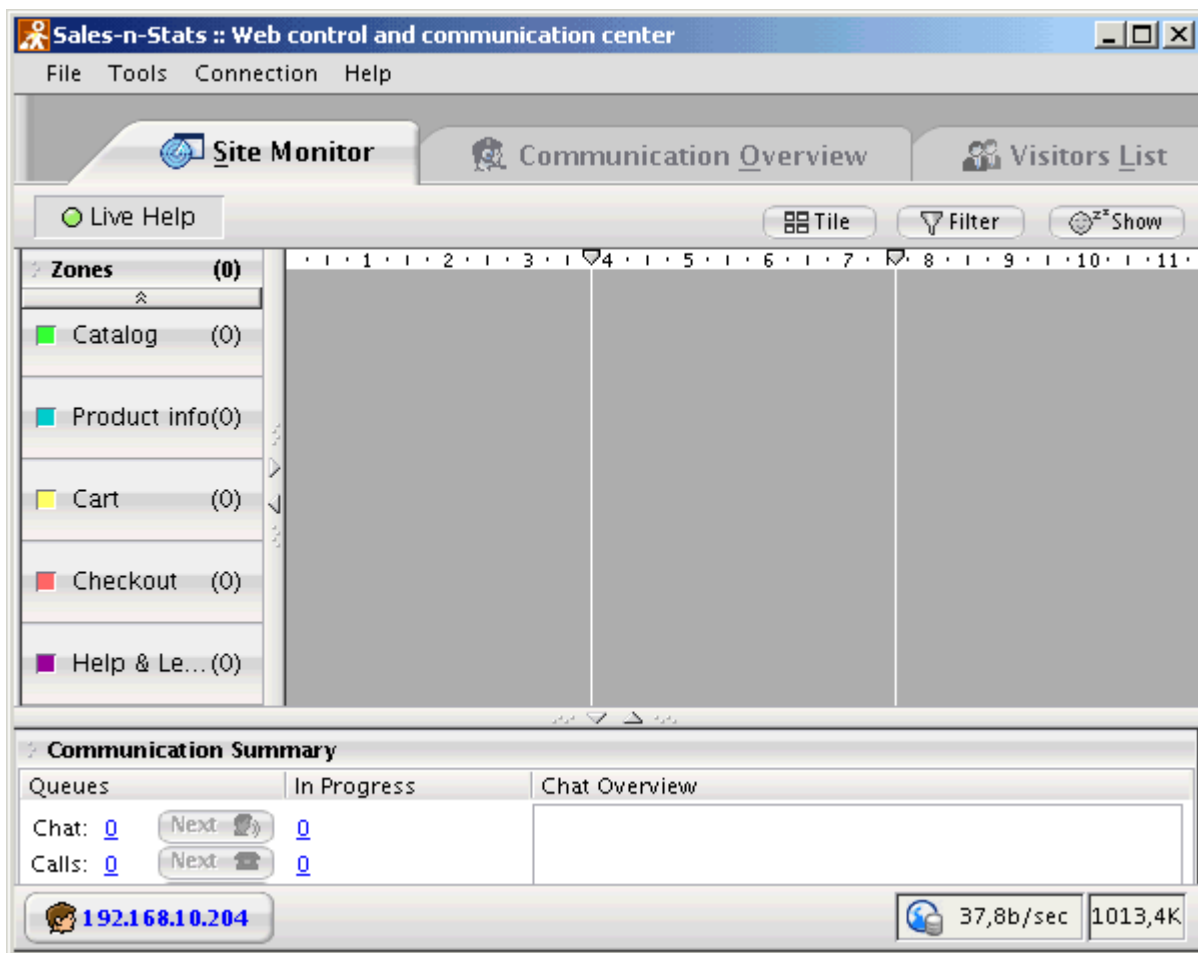 Sales-n-Stats :: Web control and communication center
File Tools Connection Help
Site Monitor Communication Overview Visitors List
Live Help Tile Filter zz Show
Zones (0) 1 2 3 4 5 6 7 8 9 10 11
Catalog (0)
Product info(0)
Cart (0)
Checkout (0)
Help & Le...(0)
Communication Summary
Queues In Progress Chat Overview
Chat: 0 Next 0
Calls: 0 Next 0
192.168.10.204 37,8b/sec 1013,4K